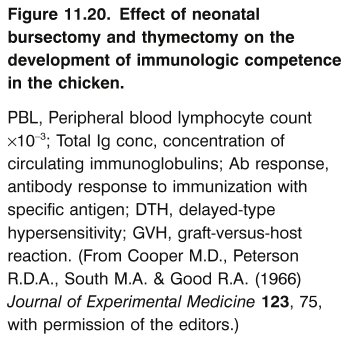 Figure 11.20. Effect of neonatal
bursectomy and thymectomy on the
development of immunologic competence
in the chicken.
PBL, Peripheral blood lymphocyte count
×10⁻³; Total Ig conc, concentration of
circulating immunoglobulins; Ab response,
antibody response to immunization with
specific antigen; DTH, delayed-type
hypersensitivity; GVH, graft-versus-host
reaction. (From Cooper M.D., Peterson
R.D.A., South M.A. & Good R.A. (1966)
Journal of Experimental Medicine 123, 75,
with permission of the editors.)